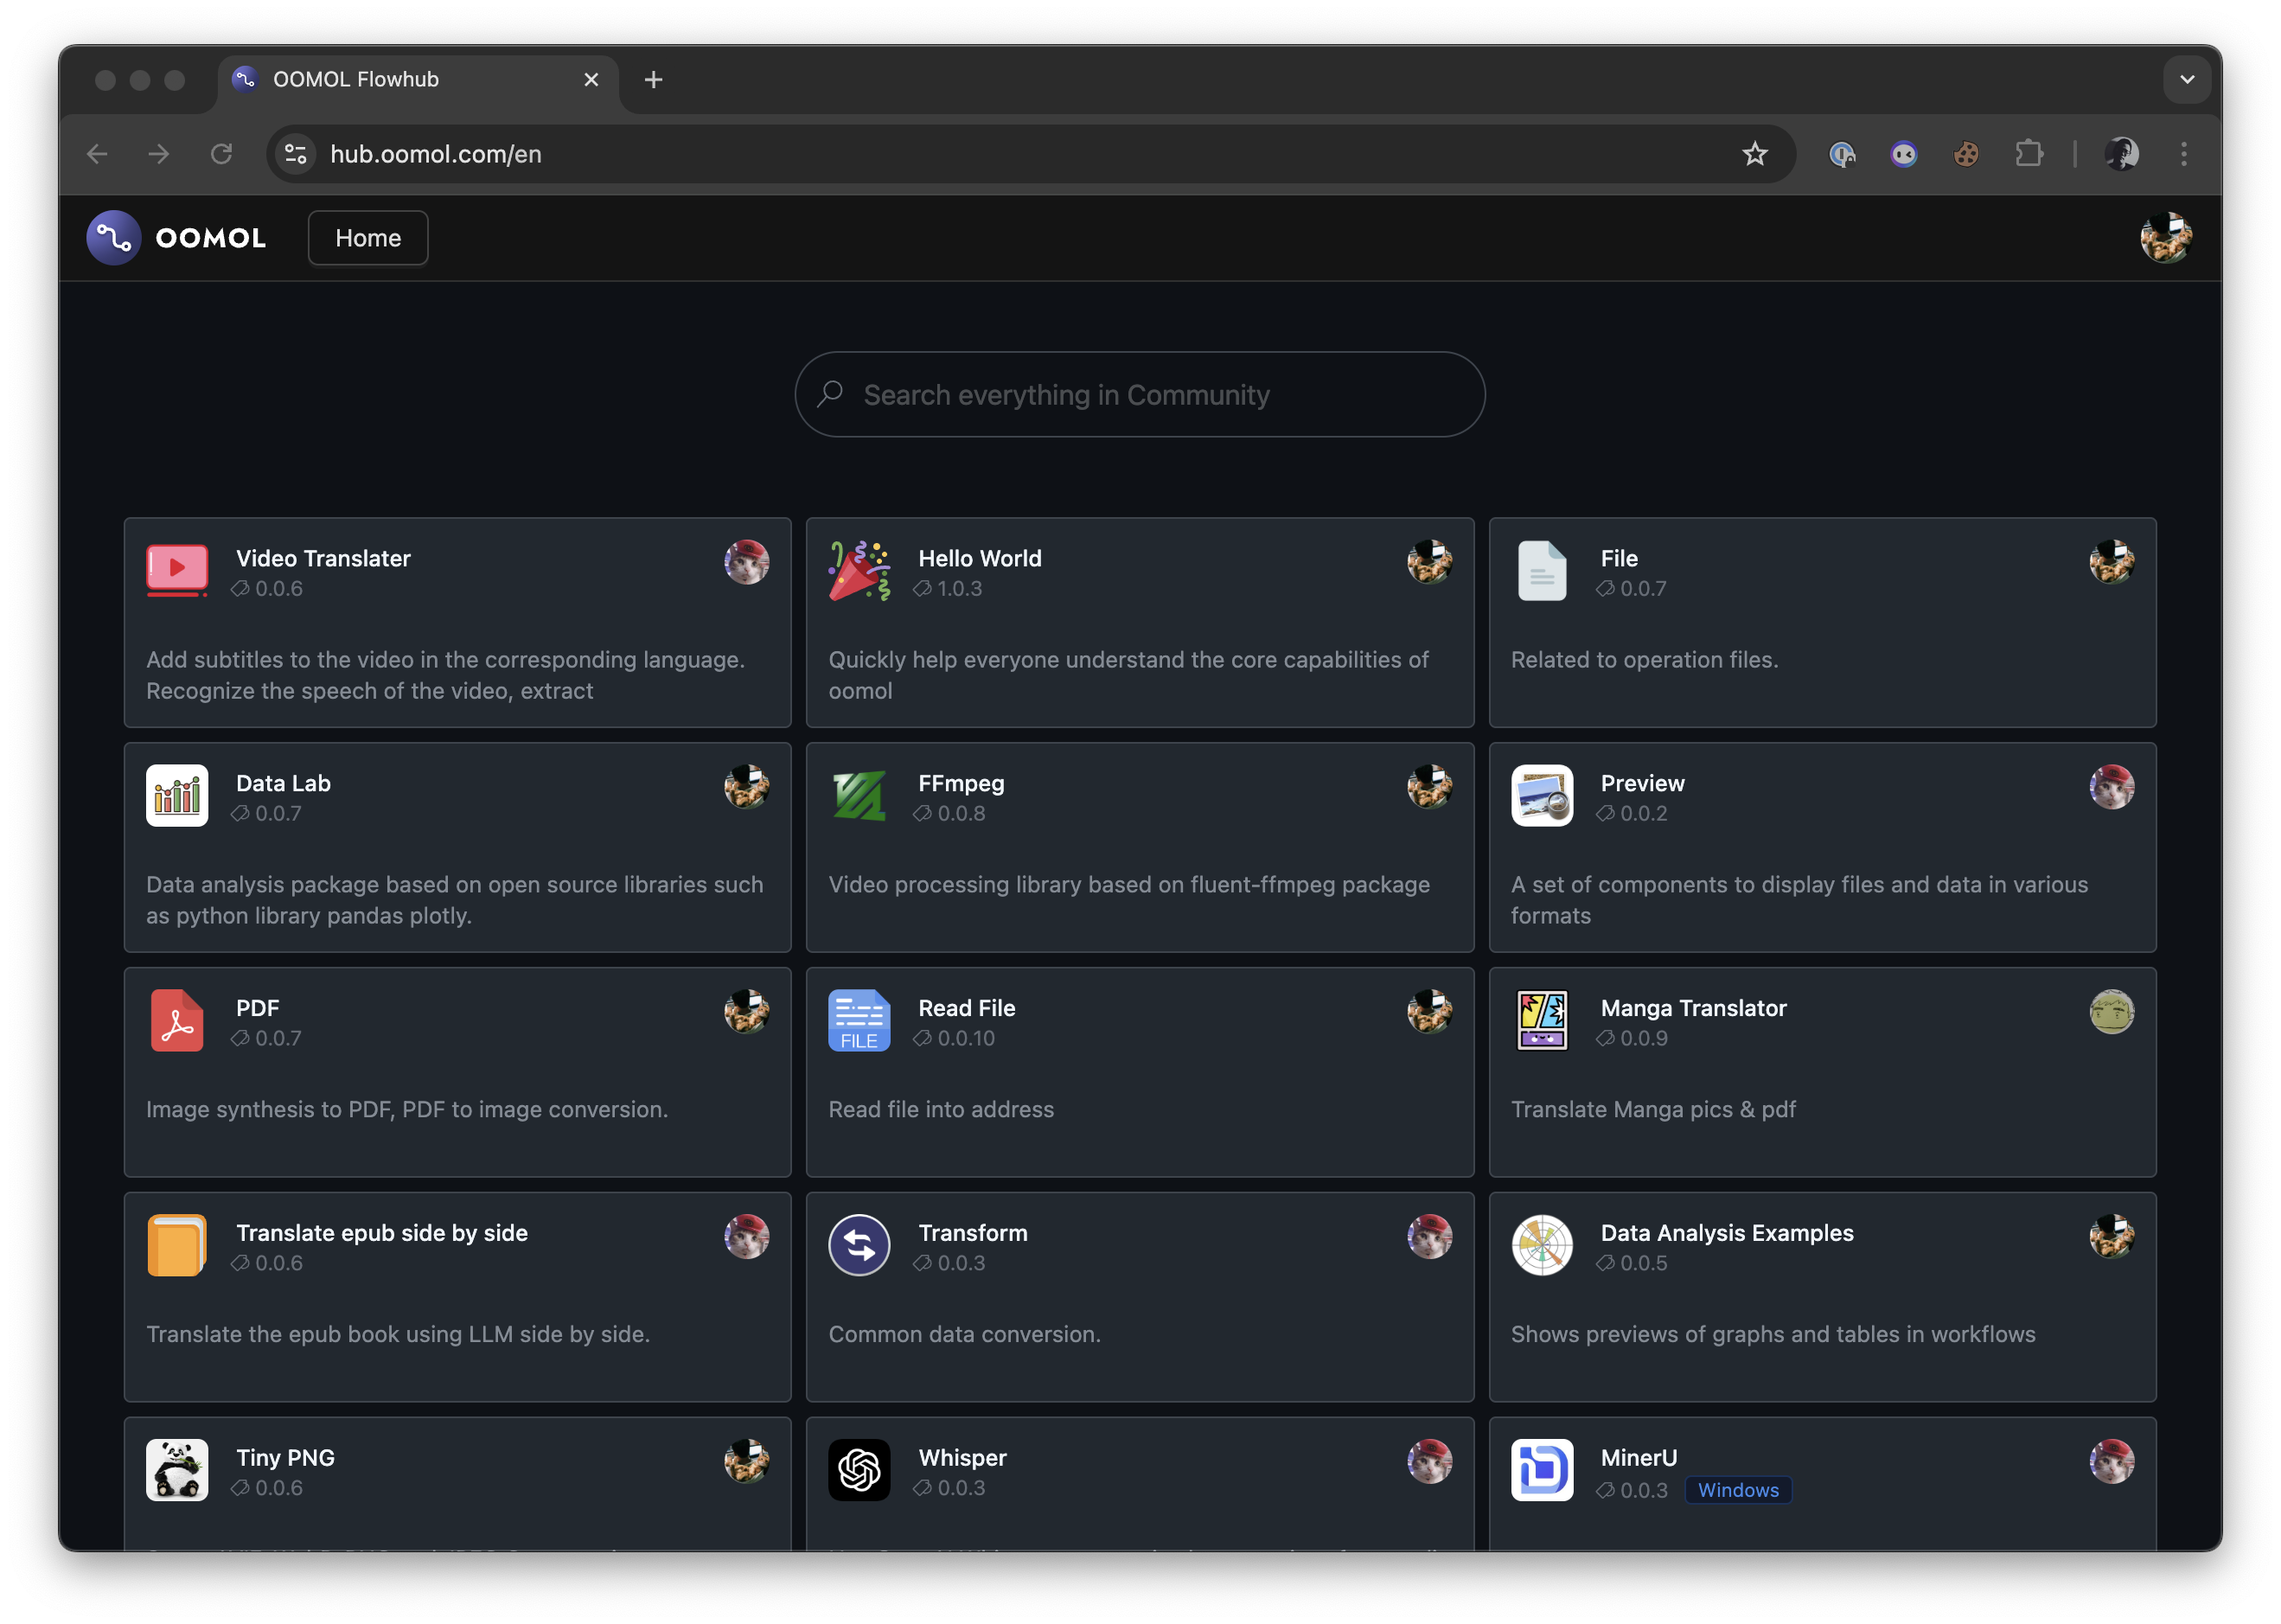 OOMOL Flowhub
hub.oomol.com/en
OOMOL
Home
Search everything in Community
Video Translater
0.0.6
Add subtitles to the video in the corresponding language.
Recognize the speech of the video, extract
Hello World
1.0.3
Quickly help everyone understand the core capabilities of
oomol
File
0.0.7
Related to operation files.
Data Lab
0.0.7
Data analysis package based on open source libraries such
as python library pandas plotly.
FFmpeg
0.0.8
Video processing library based on fluent-ffmpeg package
Preview
0.0.2
A set of components to display files and data in various
formats
PDF
0.0.7
Image synthesis to PDF, PDF to image conversion.
FILE
Read File
0.0.10
Read file into address
Manga Translator
0.0.9
Translate Manga pics & pdf
Translate epub side by side
0.0.6
Translate the epub book using LLM side by side.
Transform
0.0.3
Common data conversion.
Data Analysis Examples
0.0.5
Shows previews of graphs and tables in workflows
Tiny PNG
0.0.6
Whisper
0.0.3
MinerU
0.0.3
Windows